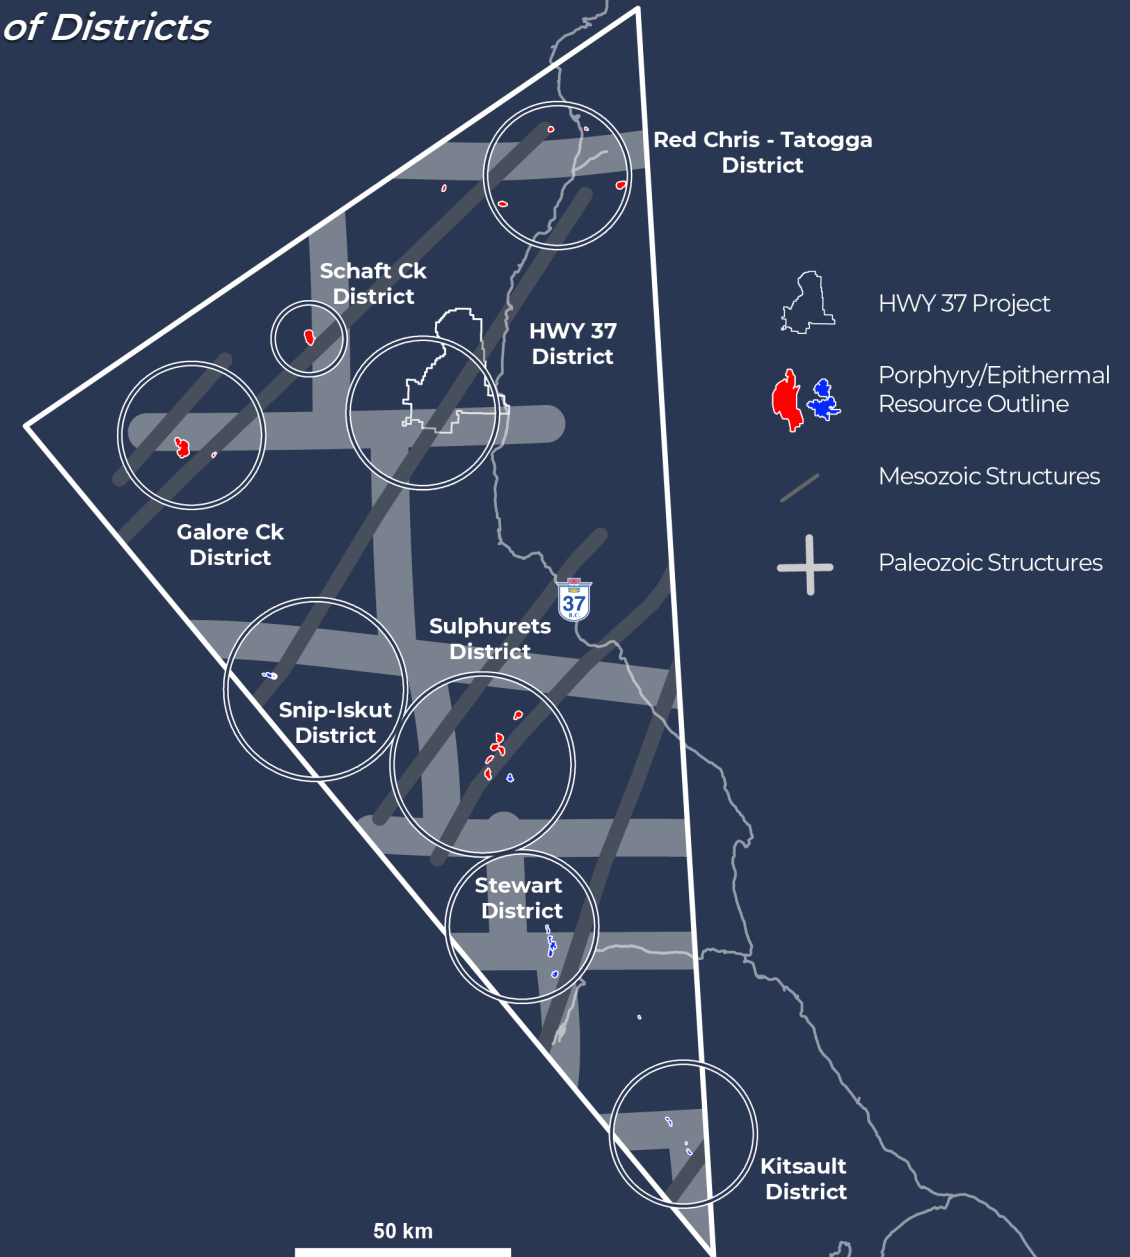 of Districts
Red Chris - Tatogga
District
Schaft Ck
District
HWY 37
District
HWY 37 Project
Porphyry/Epithermal
Resource Outline
Mesozoic Structures
Galore Ck
District
Paleozoic Structures
37
B.C.
Sulphurets
District
Snip-Iskut
District
Stewart
District
Kitsault
District
50 km